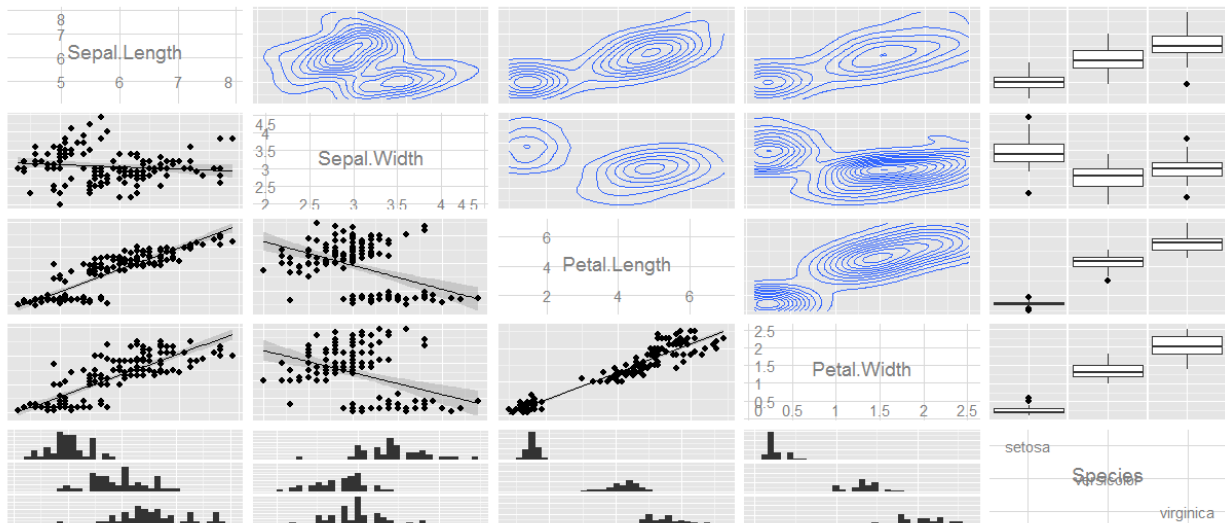 8
7
Sepal.Length
6
5
5 6 7 8
4.5
4
3.5
Sepal.Width
3
2.5
2 2.5 3 3.5 4 4.5
6
Petal.Length
4
2
2 4 6
2.5
2
1.5
Petal.Width
1
0.5
0 0.5 1 1.5 2 2.5
setosa
Species
versicolor
virginica